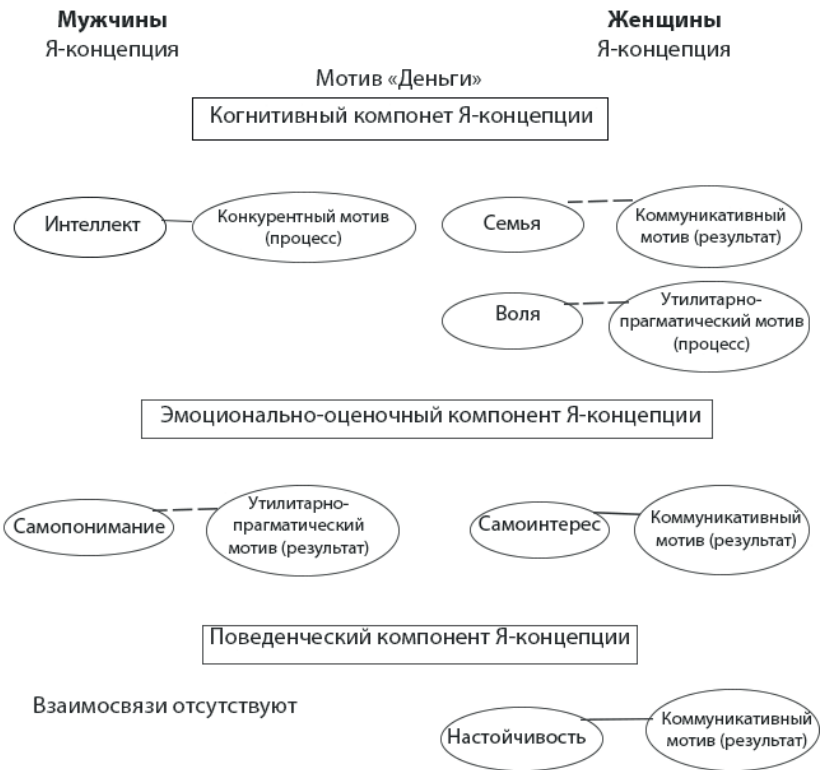 Мужчины
Я-концепция
Женщины
Я-концепция
Мотив «Деньги»
Когнитивный компонет Я-концепции
Интеллект
Конкурентный мотив
(процесс)
Семья
Коммуникативный
мотив (результат)
Воля
Утилитарно-
прагматический мотив
(процесс)
Эмоционально-оценочный компонент Я-концепции
Самопонимание
Утилитарно-
прагматический
мотив (результат)
Самоинтерес
Коммуникативный
мотив (результат)
Поведенческий компонент Я-концепции
Взаимосвязи отсутствуют
Настойчивость
Коммуникативный
мотив (результат)